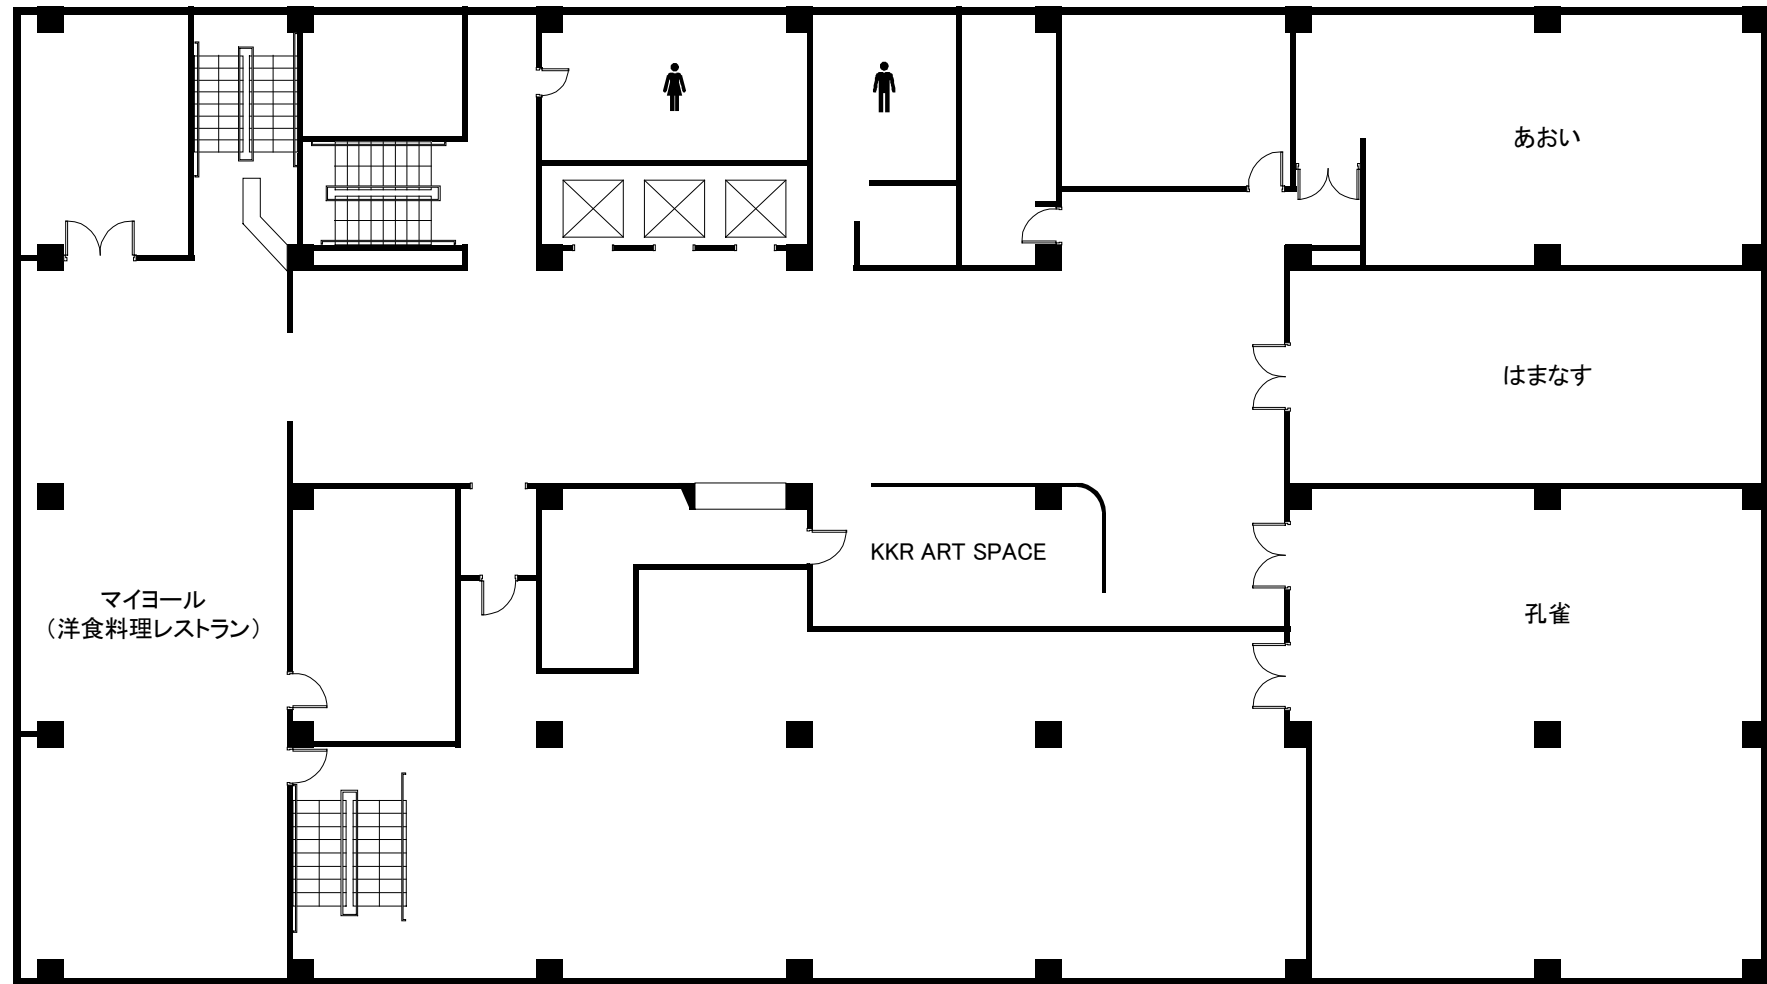 あおい
はまなす
KKR ART SPACE
マイヨール
（洋食料理レストラン）
孔雀